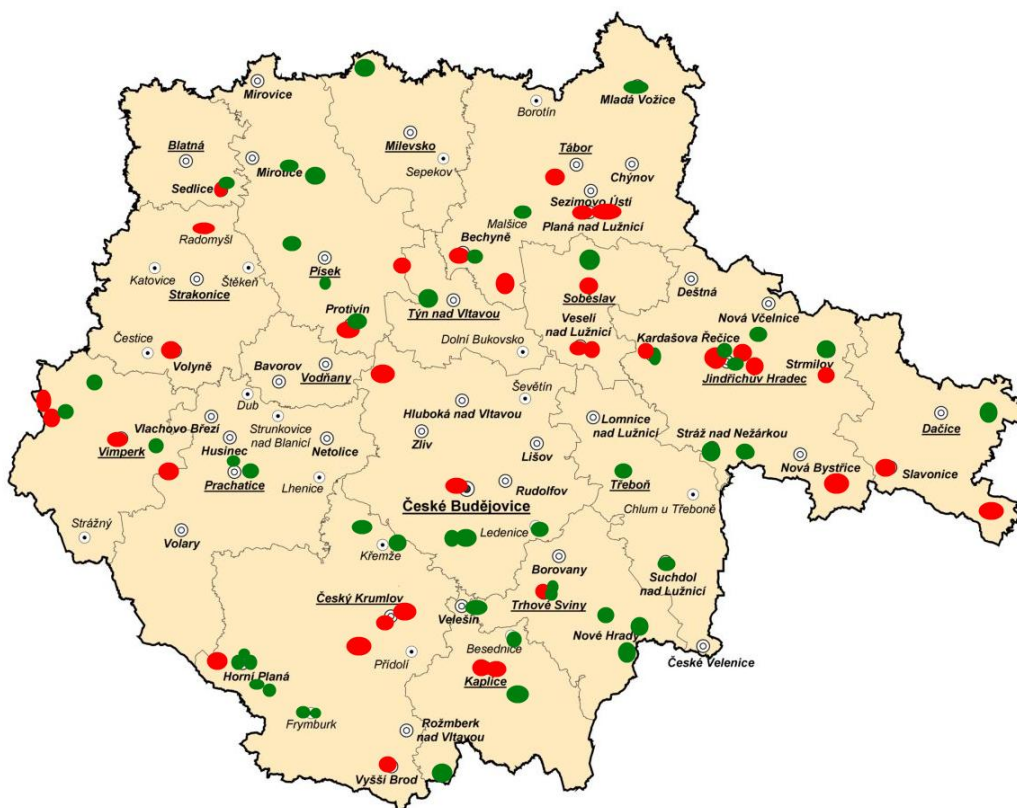 Mirovice
Borotín
Mladá Vožice
Blatná
Milevsko
Tábor
Mirotice
Sepekov
Chýnov
Sedlice
Sezimovo Ústí
Malšice
Planá nad Lužnicí
Radomyšl
Bechyně
Katovice
Štěkeň
Písek
Strakonice
Deštná
Soběslav
Nová Včelnice
Protivín
Týn nad Vltavou
Veselí
nad Lužnicí
Kardašova Řečice
Čestice
Dolní Bukovsko
Volyně
Bavorov
Vodňany
Strmilov
Jindřichův Hradec
Ševětín
Dub
Hluboká nad Vltavou
Vlachovo Březí
Strunkovice
nad Blanicí
Lomnice
nad Lužnicí
Dačice
Zliv
Stráž nad Nežárkou
Vimperk
Husinec
Netolice
Lišov
Nová Bystřice
Slavonice
Prachatice
Lhenice
Rudolfov
Třeboň
České Budějovice
Chlum u Třeboně
Strážný
Volary
Ledenice
Křemže
Borovany
Suchdol
nad Lužnicí
Český Krumlov
Trhové Sviny
Velešín
Nové Hrady
Besednice
Přídolí
České Velenice
Horní Planá
Kaplice
Frymburk
Rožmberk
nad Vltavou
Vyšší Brod